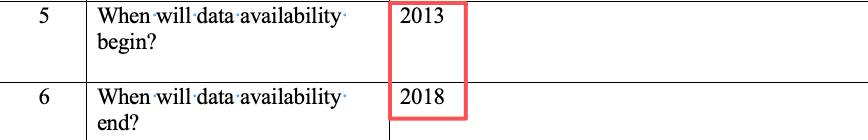 5 When will data availability 2013
begin?
6 When will data availability 2018
end?